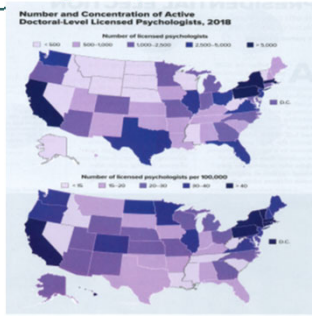 Number and Concentration of Active
Doctoral-Level Licensed Psychologists, 2018
Number of licensed psychologists
< 500 500–1,000 1,000–2,500 2,500–5,000 > 5,000
D.C.
Number of licensed psychologists per 100,000
< 15 15–20 20–30 30–40 > 40
D.C.